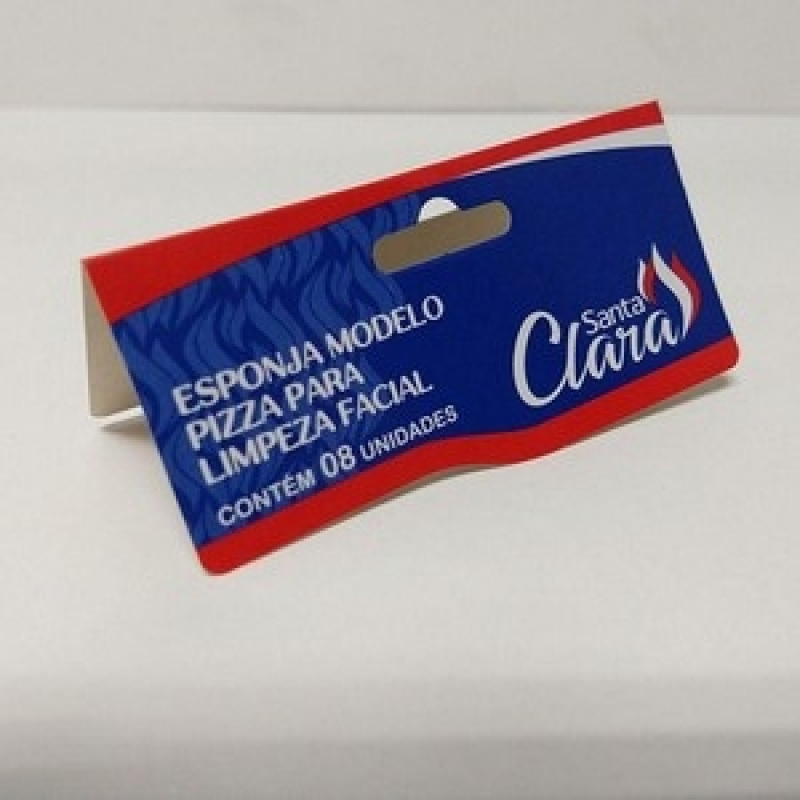 ESPONJA MODELO
PIZZA PARA
LIMPEZA FACIAL
CONTÉM 08 UNIDADES
Santa
Clara